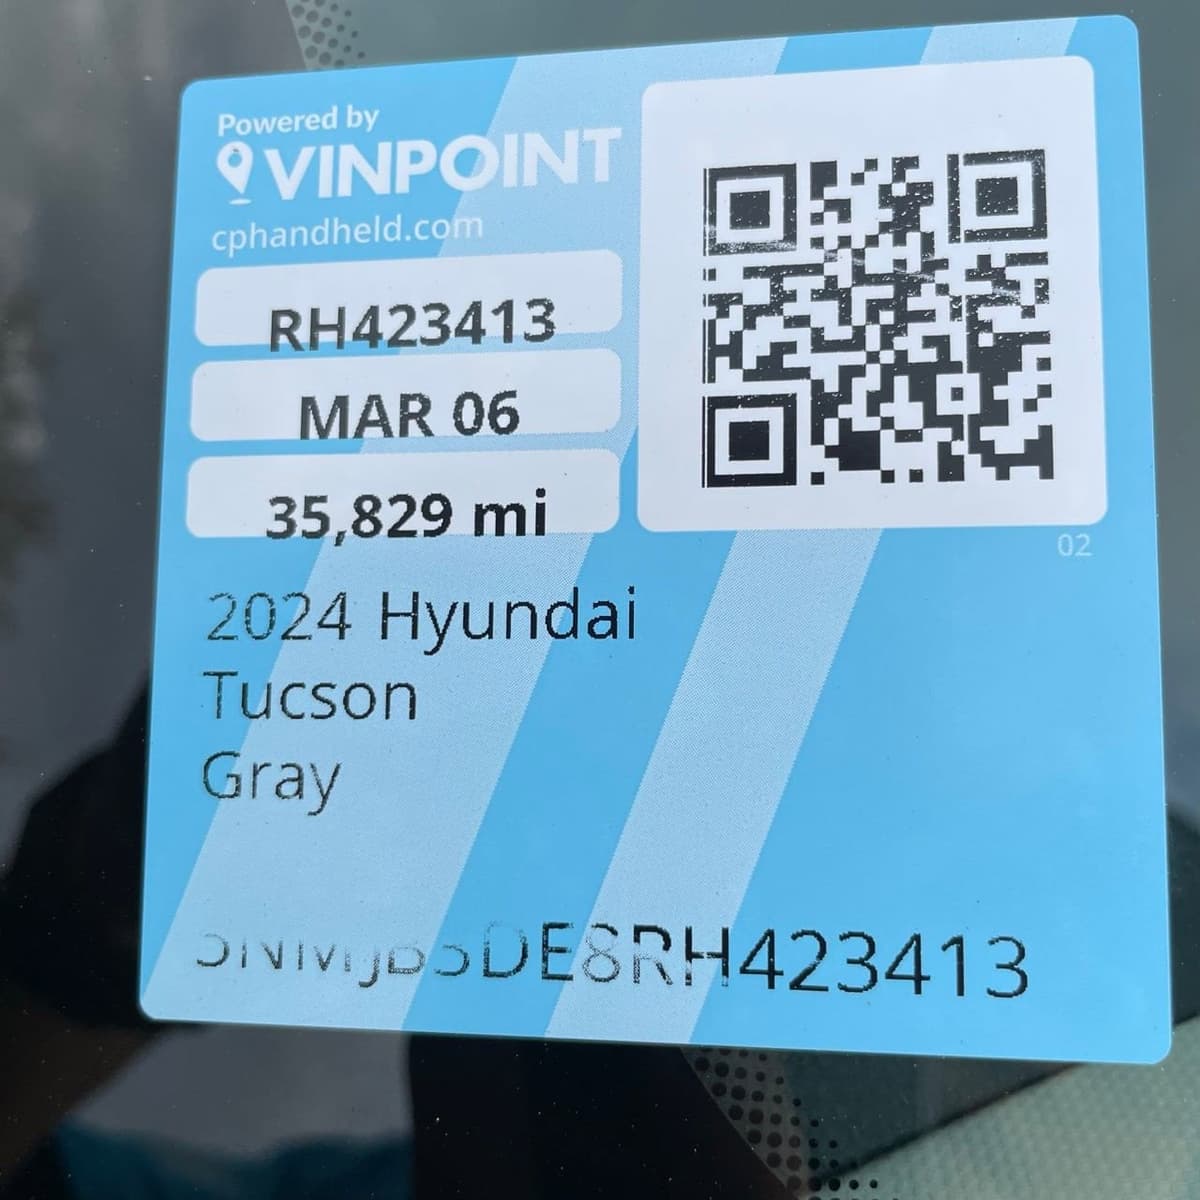 Powered by
VINPOINT
cphandheld.com
RH423413
MAR 06
35,829 mi
02
2024 Hyundai
Tucson
Gray